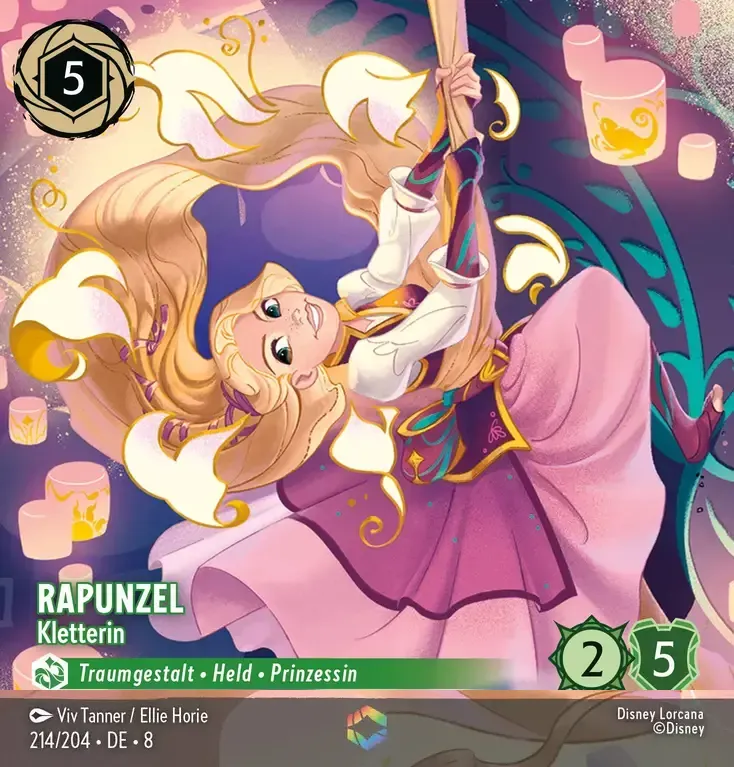 5
RAPUNZEL
Kletterin
Traumgestalt • Held • Prinzessin
2
5
Viv Tanner / Ellie Horie
214/204 • DE • 8
Disney Lorcana
©Disney